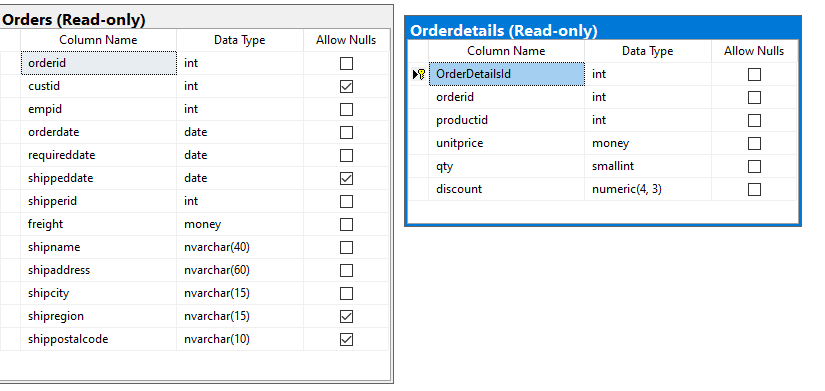 Orders (Read-only)
Column Name Data Type Allow Nulls
orderid int
custid int
empid int
orderdate date
requireddate date
shippeddate date
shipperid int
freight money
shipname nvarchar(40)
shipaddress nvarchar(60)
shipcity nvarchar(15)
shipregion nvarchar(15)
shippostalcode nvarchar(10)
Orderdetails (Read-only)
Column Name Data Type Allow Nulls
OrderDetailsId int
orderid int
productid int
unitprice money
qty smallint
discount numeric(4, 3)